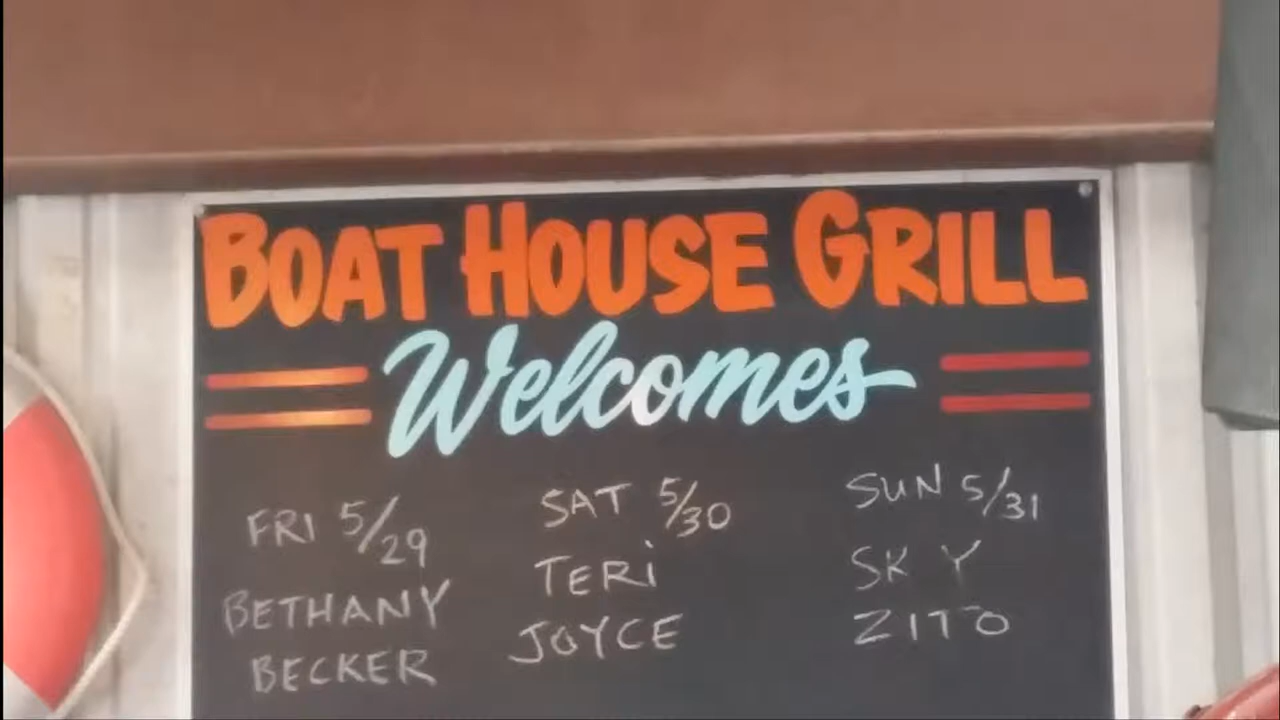 BOAT HOUSE GRILL
Welcomes
FRI 5/29
BETHANY
BECKER
SAT 5/30
TERI
JOYCE
SUN 5/31
SKY
ZITO